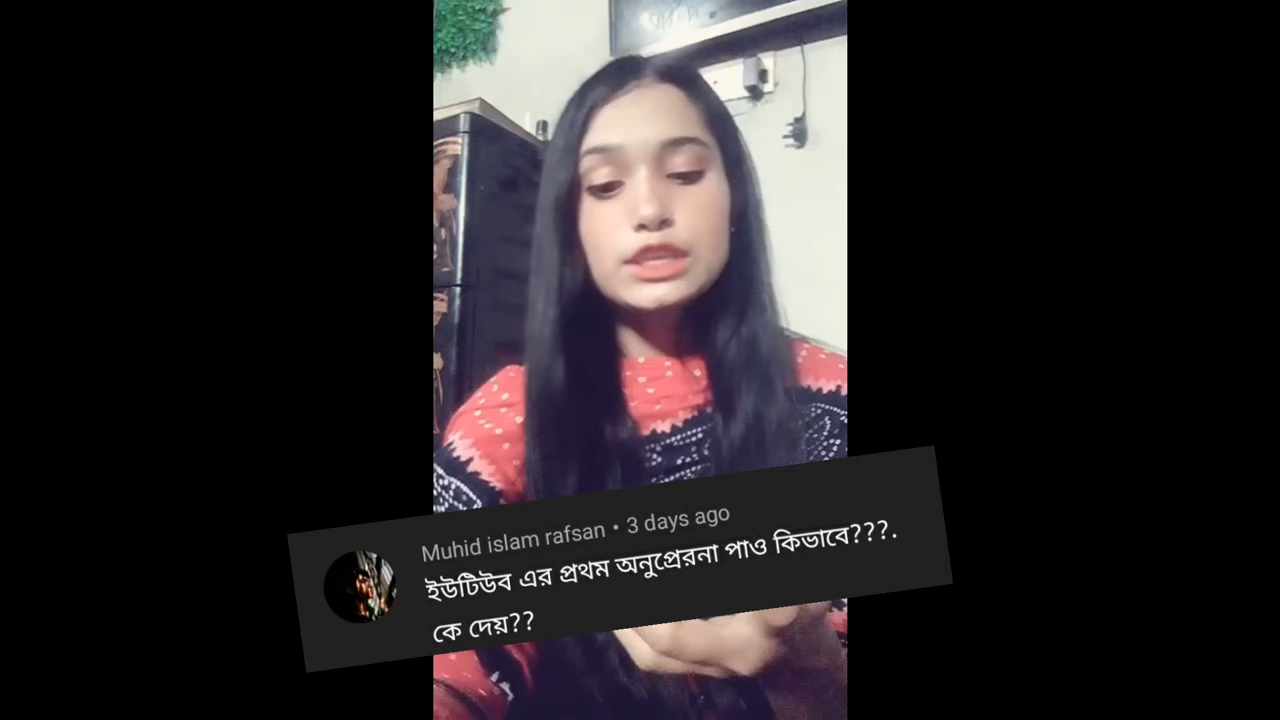 Muhid islam rafsan • 3 days ago
ইউটিউব এর প্রথম অনুপ্রেরনা পাও কিভাবে???.
কে দেয়??